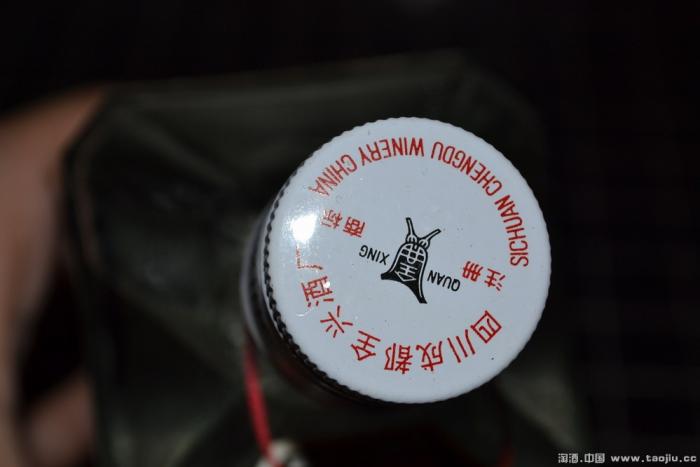 四川成都全兴酒厂
注册 商标
QUAN XING
SICHUAN CHENGDU WINERY CHINA
淘酒.中国 www.taojiu.cc